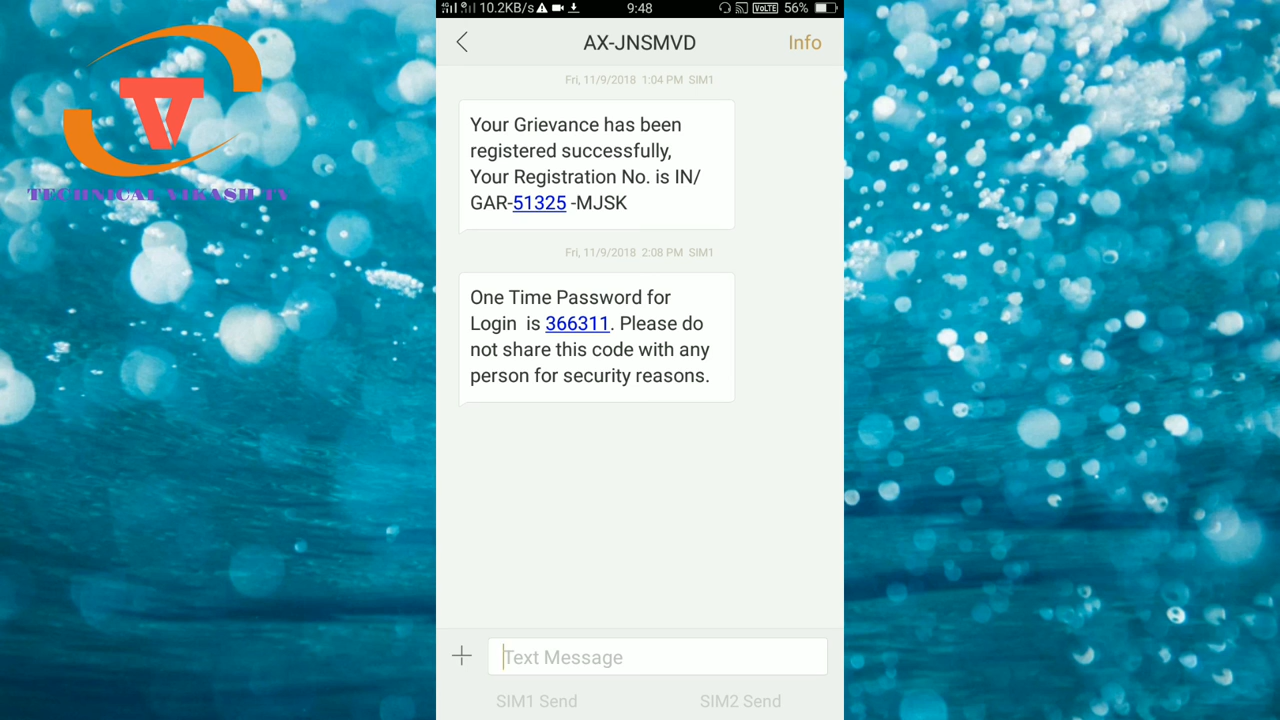 10.2KB/s 9:48 VoLTE 56%
AX-JNSMVD
Info
Fri, 11/9/2018 1:04 PM SIM1
Your Grievance has been
registered successfully,
Your Registration No. is IN/
GAR-51325 -MJSK
Fri, 11/9/2018 2:08 PM SIM1
One Time Password for
Login is 366311. Please do
not share this code with any
person for security reasons.
Text Message
SIM1 Send
SIM2 Send
TV
TECHNICAL VIKASH TV